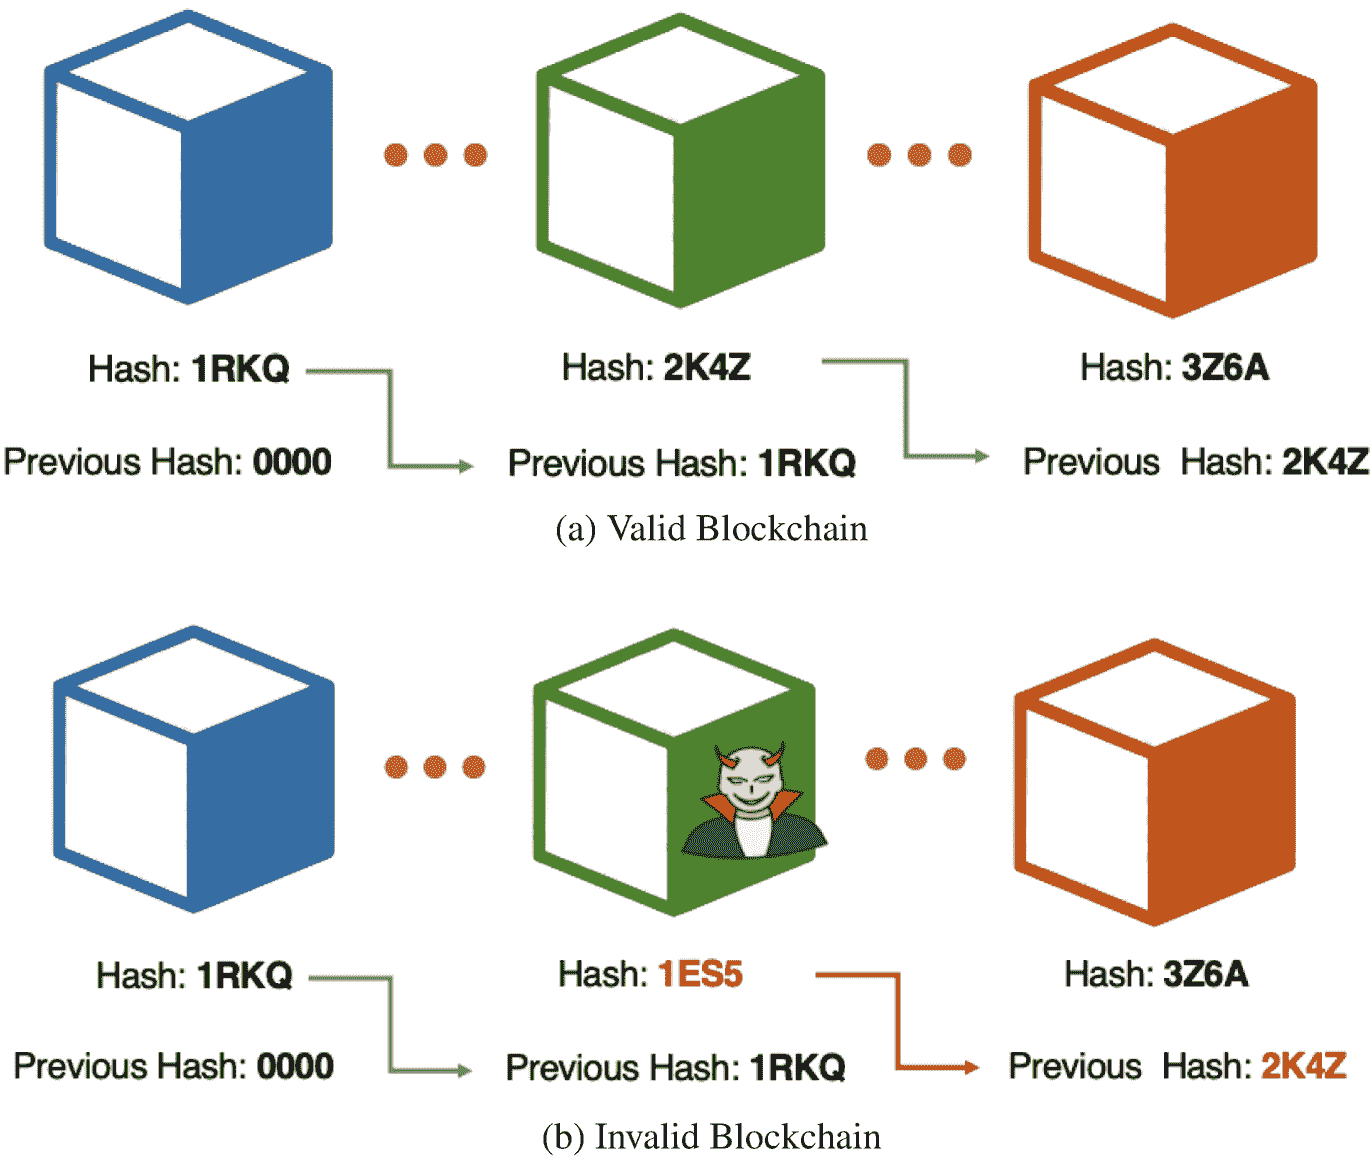 Hash: 1RKQ
Hash: 2K4Z
Hash: 3Z6A
Previous Hash: 0000
Previous Hash: 1RKQ
Previous Hash: 2K4Z
(a) Valid Blockchain
Hash: 1RKQ
Hash: 1ES5
Hash: 3Z6A
Previous Hash: 0000
Previous Hash: 1RKQ
Previous Hash: 2K4Z
(b) Invalid Blockchain